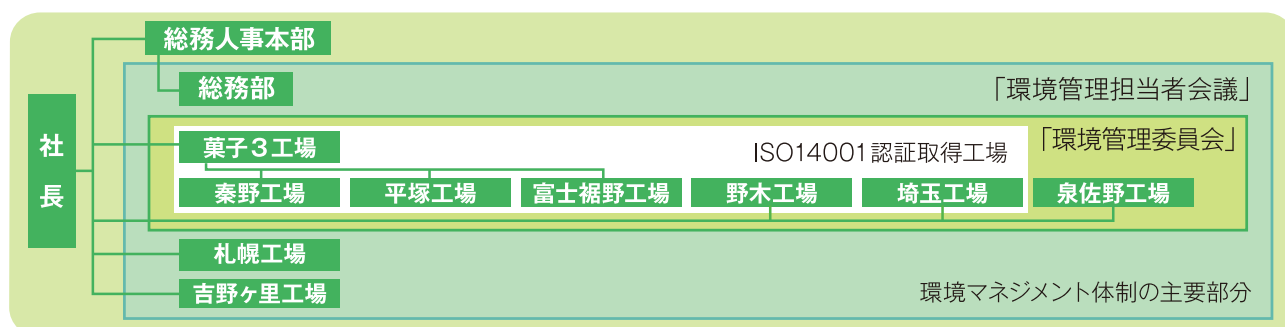 総務人事本部
総務部
「環境管理担当者会議」
社長
菓子3工場
ISO14001認証取得工場
「環境管理委員会」
秦野工場
平塚工場
富士裾野工場
野木工場
埼玉工場
泉佐野工場
札幌工場
吉野ヶ里工場
環境マネジメント体制の主要部分